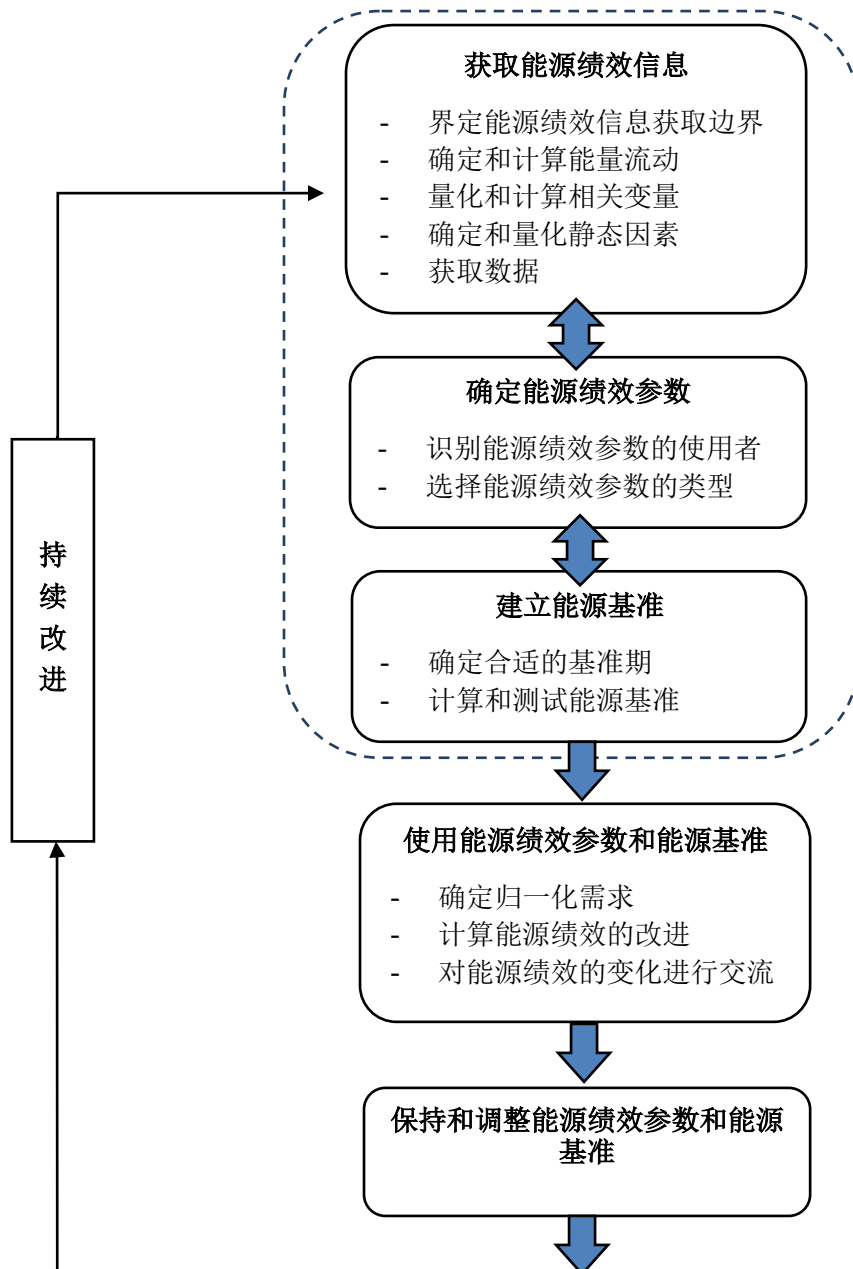 获取能源绩效信息
- 界定能源绩效信息获取边界
- 确定和计算能量流动
- 量化和计算相关变量
- 确定和量化静态因素
- 获取数据
确定能源绩效参数
- 识别能源绩效参数的使用者
- 选择能源绩效参数的类型
持
续
改
进
建立能源基准
- 确定合适的基准期
- 计算和测试能源基准
使用能源绩效参数和能源基准
- 确定归一化需求
- 计算能源绩效的改进
- 对能源绩效的变化进行交流
保持和调整能源绩效参数和能源
基准